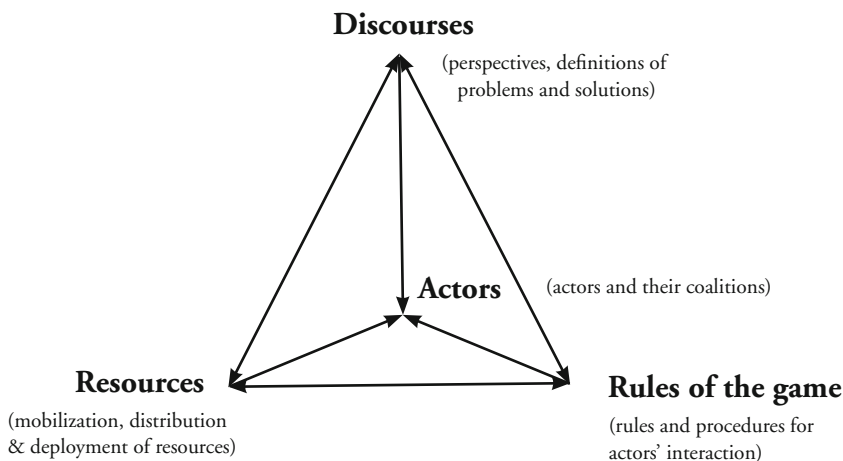 Discourses
(perspectives, definitions of
problems and solutions)
Actors
(actors and their coalitions)
Resources
(mobilization, distribution
& deployment of resources)
Rules of the game
(rules and procedures for
actors’ interaction)